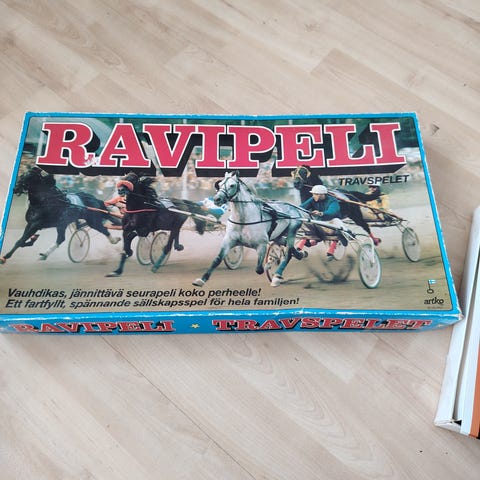 RAVIPELI
TRAVSPELET
Vauhdikas, jännittävä seurapeli koko perheelle!
Ett fartfyllt, spännande sällskapsspel för hela familjen!
artko
RAVIPELI ★ TRAVSPELET